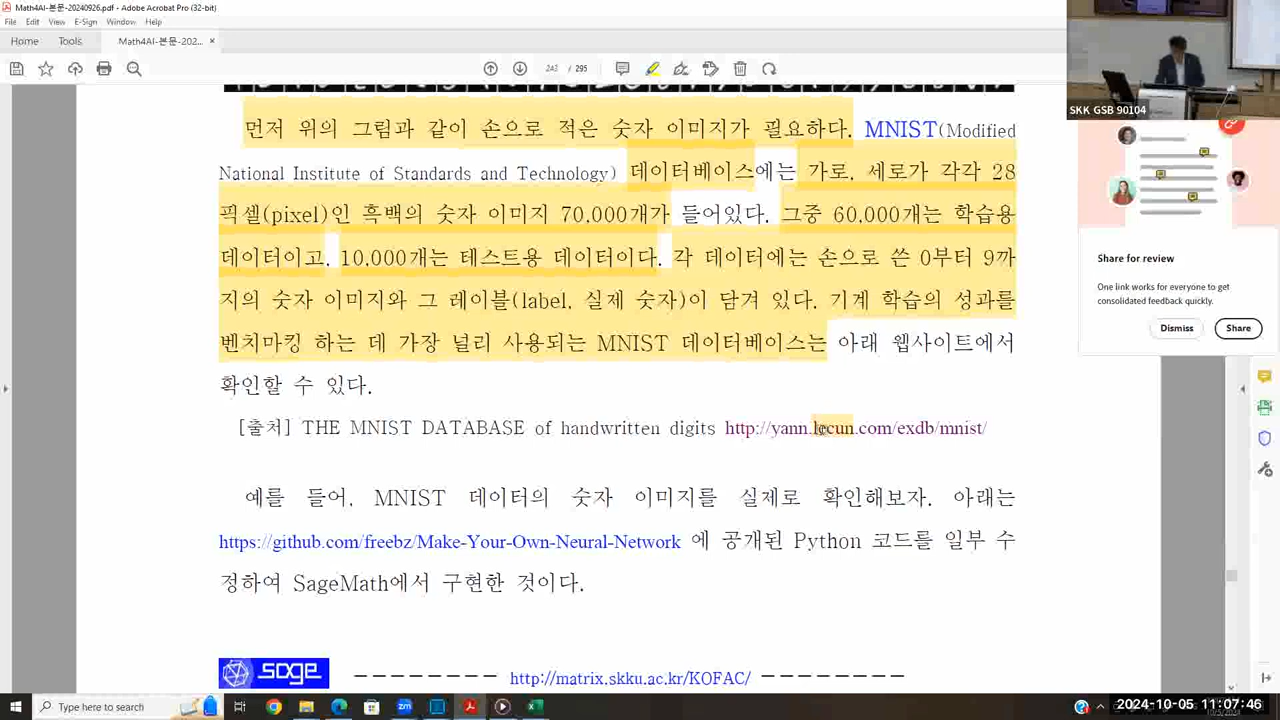 Math4AI-본문-20240926.pdf - Adobe Acrobat Pro (32-bit)
File Edit View E-Sign Window Help
Home Tools Math4AI-본문-202... ×
243 / 295
SKK GSB 90104
먼저 위의 그림과 같이 손으로 적은 숫자 이미지가 필요하다. MNIST(Modified
National Institute of Standards and Technology) 데이터베이스에는 가로, 세로가 각각 28
픽셀(pixel)인 흑백의 숫자 이미지 70,000개가 들어있다. 그중 60,000개는 학습용
데이터이고, 10,000개는 테스트용 데이터이다. 각 데이터에는 손으로 쓴 0부터 9까
지의 숫자 이미지와 그 레이블(label, 실제 숫자)이 담겨 있다. 기계 학습의 성과를
벤치마킹 하는 데 가장 널리 사용되는 MNIST 데이터베이스는 아래 웹사이트에서
확인할 수 있다.
[출처] THE MNIST DATABASE of handwritten digits http://yann.lecun.com/exdb/mnist/
예를 들어, MNIST 데이터의 숫자 이미지를 실제로 확인해보자. 아래는
https://github.com/freebz/Make-Your-Own-Neural-Network 에 공개된 Python 코드를 일부 수
정하여 SageMath에서 구현한 것이다.
sage http://matrix.skku.ac.kr/KOFAC/
Share for review
One link works for everyone to get
consolidated feedback quickly.
Dismiss Share
Type here to search
2024-10-05 11:07:46